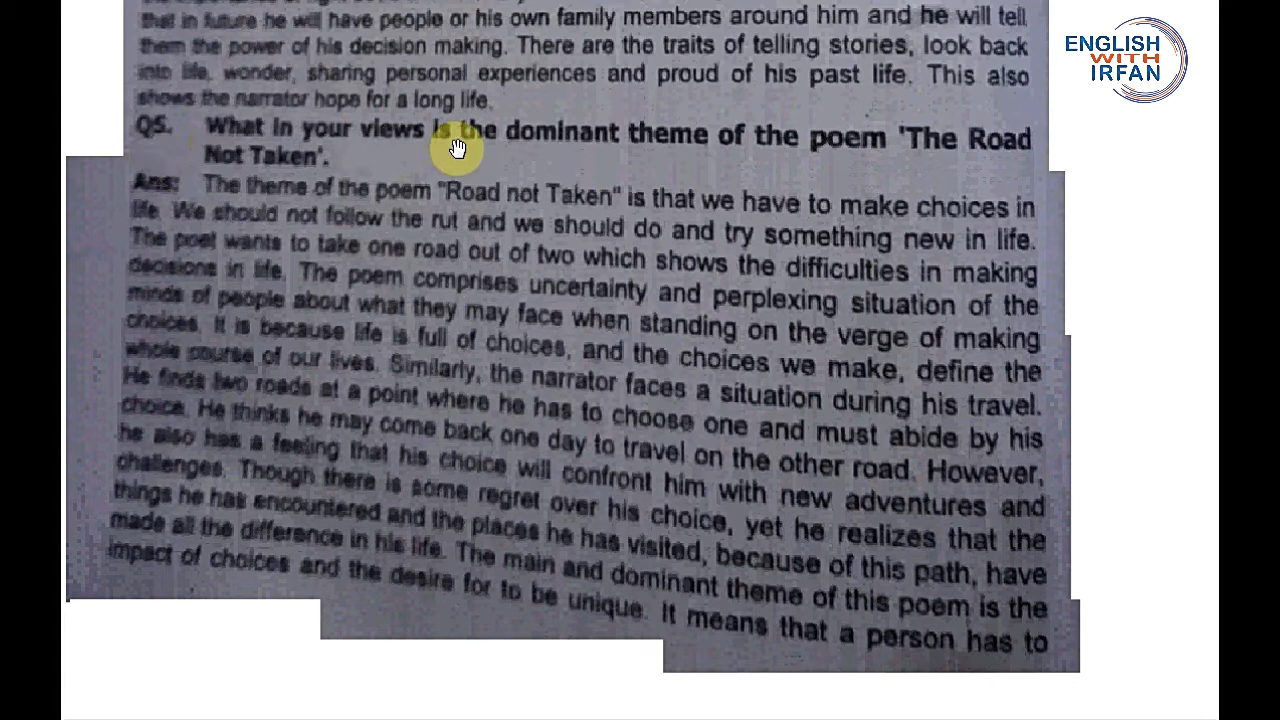 ENGLISH
WITH
IRFAN
that in future he will have people or his own family members around him and he will tell
them the power of his decision making. There are the traits of telling stories, look back
into life, wonder, sharing personal experiences and proud of his past life. This also
shows the narrator hope for a long life.
Q5. What in your views is the dominant theme of the poem 'The Road
Not Taken'.
Ans: The theme of the poem "Road not Taken" is that we have to make choices in
life. We should not follow the rut and we should do and try something new in life.
The poet wants to take one road out of two which shows the difficulties in making
decisions in life. The poem comprises uncertainty and perplexing situation of the
minds of people about what they may face when standing on the verge of making
choices. It is because life is full of choices, and the choices we make, define the
whole course of our lives. Similarly, the narrator faces a situation during his travel.
He finds two roads at a point where he has to choose one and must abide by his
choice. He thinks he may come back one day to travel on the other road. However,
he also has a feeling that his choice will confront him with new adventures and
challenges. Though there is some regret over his choice, yet he realizes that the
things he has encountered and the places he has visited, because of this path, have
made all the difference in his life. The main and dominant theme of this poem is the
impact of choices and the desire for to be unique. It means that a person has to